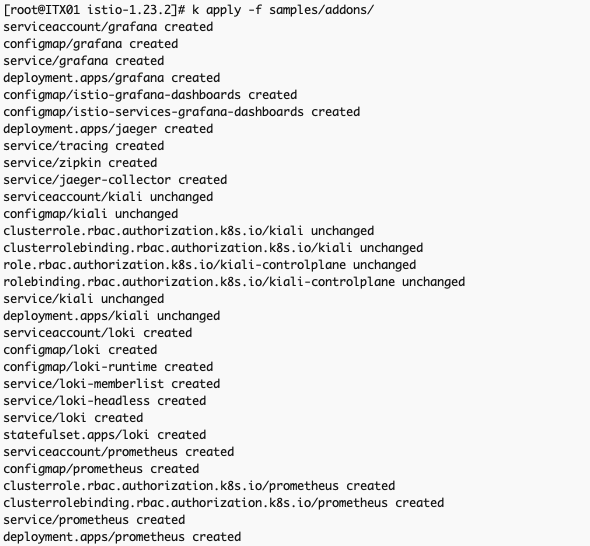 [root@ITX01 istio-1.23.2]# k apply -f samples/addons/
serviceaccount/grafana created
configmap/grafana created
service/grafana created
deployment.apps/grafana created
configmap/istio-grafana-dashboards created
configmap/istio-services-grafana-dashboards created
deployment.apps/jaeger created
service/tracing created
service/zipkin created
service/jaeger-collector created
serviceaccount/kiali unchanged
configmap/kiali unchanged
clusterrole.rbac.authorization.k8s.io/kiali unchanged
clusterrolebinding.rbac.authorization.k8s.io/kiali unchanged
role.rbac.authorization.k8s.io/kiali-controlplane unchanged
rolebinding.rbac.authorization.k8s.io/kiali-controlplane unchanged
service/kiali unchanged
deployment.apps/kiali unchanged
serviceaccount/loki created
configmap/loki created
configmap/loki-runtime created
service/loki-memberlist created
service/loki-headless created
service/loki created
statefulset.apps/loki created
serviceaccount/prometheus created
configmap/prometheus created
clusterrole.rbac.authorization.k8s.io/prometheus created
clusterrolebinding.rbac.authorization.k8s.io/prometheus created
service/prometheus created
deployment.apps/prometheus created